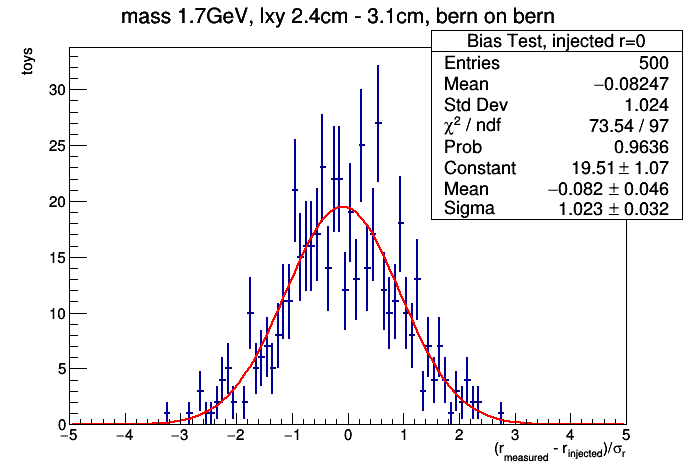 mass 1.7GeV, lxy 2.4cm - 3.1cm, bern on bern
toys
Bias Test, injected r=0
Entries 500
Mean −0.08247
Std Dev 1.024
χ² / ndf 73.54 / 97
Prob 0.9636
Constant 19.51 ± 1.07
Mean −0.082 ± 0.046
Sigma 1.023 ± 0.032
30
25
20
15
10
5
0
−5 −4 −3 −2 −1 0 1 2 3 4 5
(r_measured - r_injected)/σ_r